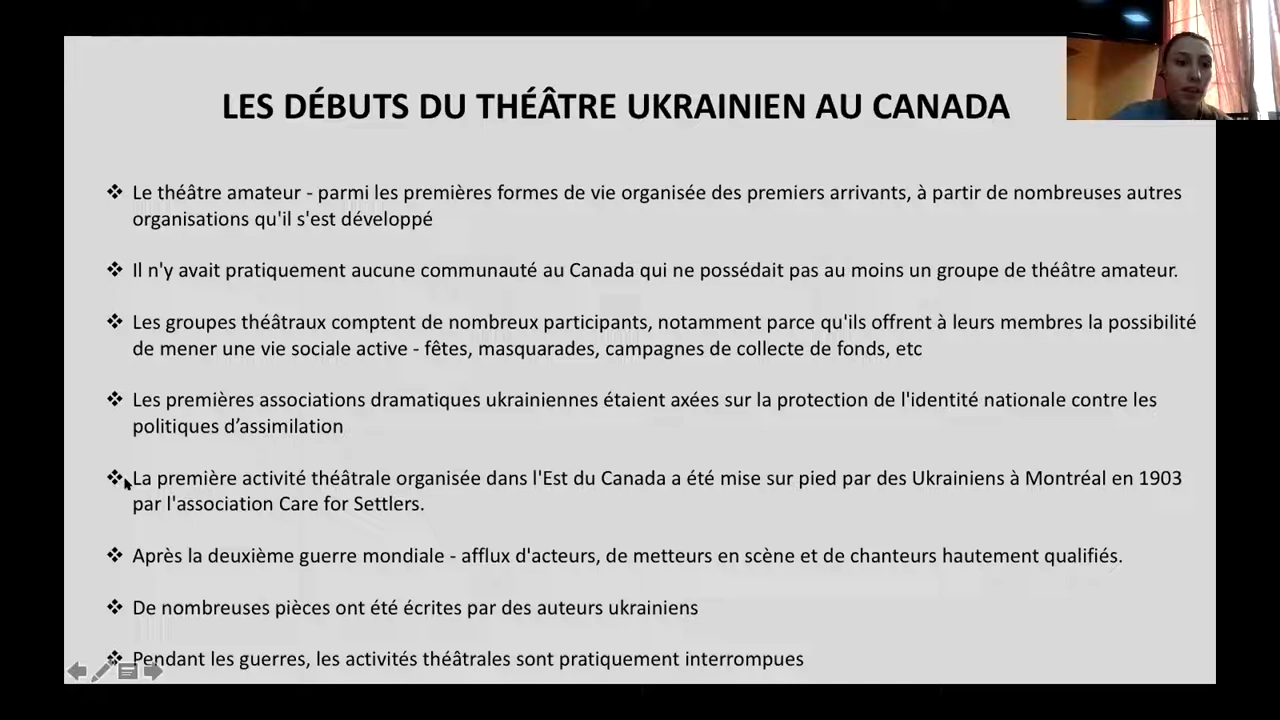 LES DÉBUTS DU THÉÂTRE UKRAINIEN AU CANADA
❖ Le théâtre amateur - parmi les premières formes de vie organisée des premiers arrivants, à partir de nombreuses autres
organisations qu'il s'est développé
❖ Il n'y avait pratiquement aucune communauté au Canada qui ne possédait pas au moins un groupe de théâtre amateur.
❖ Les groupes théâtraux comptent de nombreux participants, notamment parce qu'ils offrent à leurs membres la possibilité
de mener une vie sociale active - fêtes, masquarades, campagnes de collecte de fonds, etc
❖ Les premières associations dramatiques ukrainiennes étaient axées sur la protection de l'identité nationale contre les
politiques d’assimilation
❖ La première activité théâtrale organisée dans l'Est du Canada a été mise sur pied par des Ukrainiens à Montréal en 1903
par l'association Care for Settlers.
❖ Après la deuxième guerre mondiale - afflux d'acteurs, de metteurs en scène et de chanteurs hautement qualifiés.
❖ De nombreuses pièces ont été écrites par des auteurs ukrainiens
❖ Pendant les guerres, les activités théâtrales sont pratiquement interrompues